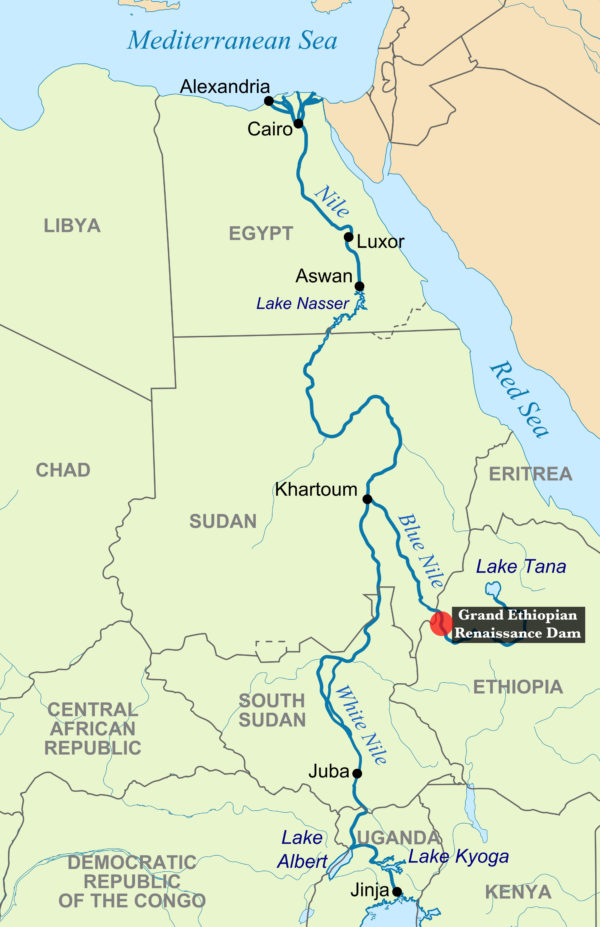 Mediterranean Sea
Alexandria
Cairo
Nile
LIBYA
EGYPT
Luxor
Aswan
Lake Nasser
Red Sea
CHAD
ERITREA
Khartoum
SUDAN
Blue Nile
Lake Tana
Grand Ethiopian
Renaissance Dam
ETHIOPIA
SOUTH
SUDAN
White Nile
CENTRAL
AFRICAN
REPUBLIC
Juba
Lake
Albert
UGANDA
Lake Kyoga
DEMOCRATIC
REPUBLIC
OF THE CONGO
Jinja
KENYA